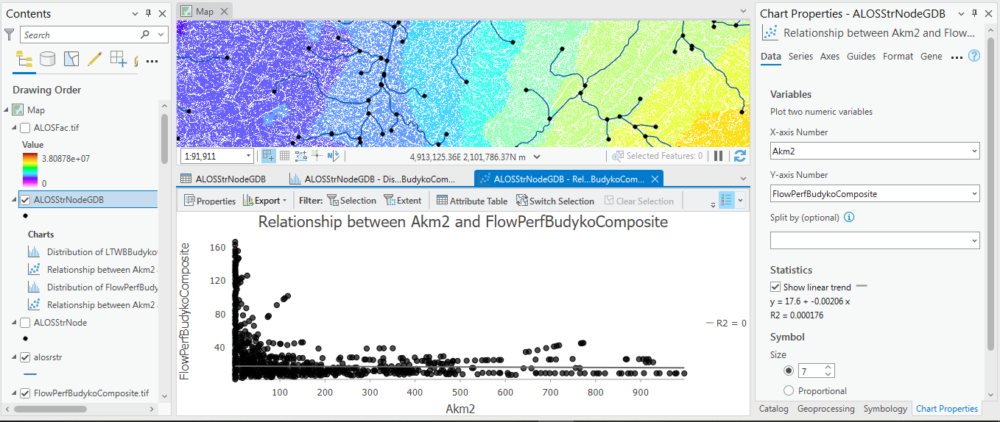 Contents
Search
Drawing Order
Map
ALOSFac.tif
Value
3.80878e+07
0
ALOSStrNodeGDB
Charts
Distribution of LTWBBudyko
Relationship between Akm2
Distribution of FlowPerfBudy
Relationship between Akm2
ALOSStrNode
alosrstr
FlowPerfBudykoComposite.tif
Map
1:91,911
4,913,125.36E 2,101,786.37N m
Selected Features: 0
ALOSStrNodeGDB
ALOSStrNodeGDB - Dis...BudykoCom...
ALOSStrNodeGDB - Rel...BudykoCom...
Properties
Export
Filter:
Selection
Extent
Attribute Table
Switch Selection
Clear Selection
Relationship between Akm2 and FlowPerfBudykoComposite
FlowPerfBudykoComposite
160
120
80
40
100 200 300 400 500 600 700 800 900
Akm2
R2 = 0
Chart Properties - ALOSStrNodeGDB
Relationship between Akm2 and Flow...
Data Series Axes Guides Format Gene ... ?
Variables
Plot two numeric variables
X-axis Number
Akm2
Y-axis Number
FlowPerfBudykoComposite
Split by (optional)
Statistics
Show linear trend
y = 17.6 + -0.00206 x
R2 = 0.000176
Symbol
Size
7
Proportional
Catalog Geoprocessing Symbology Chart Properties